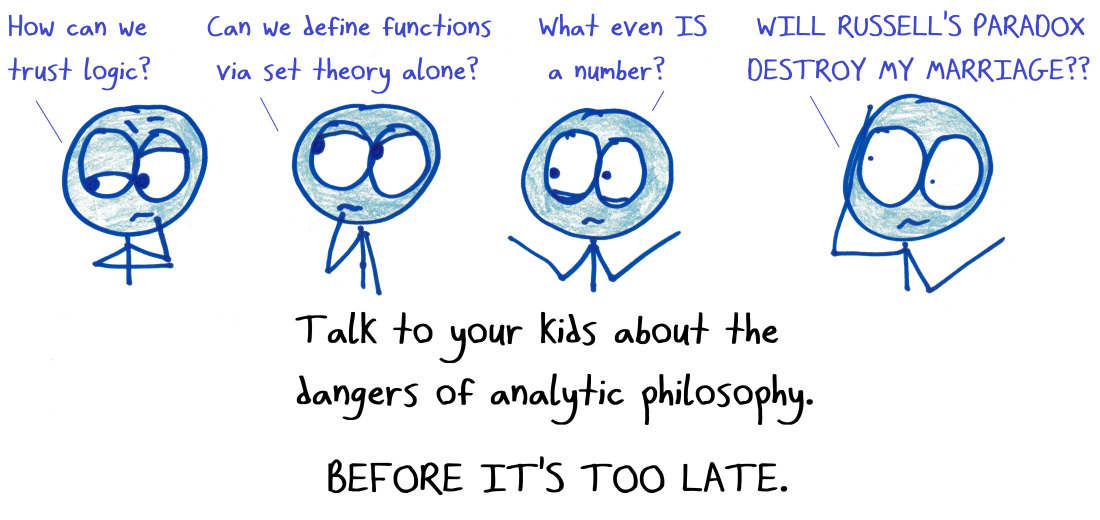 How can we
trust logic?
Can we define functions
via set theory alone?
What even IS
a number?
WILL RUSSELL'S PARADOX
DESTROY MY MARRIAGE??
Talk to your kids about the
dangers of analytic philosophy.
BEFORE IT'S TOO LATE.